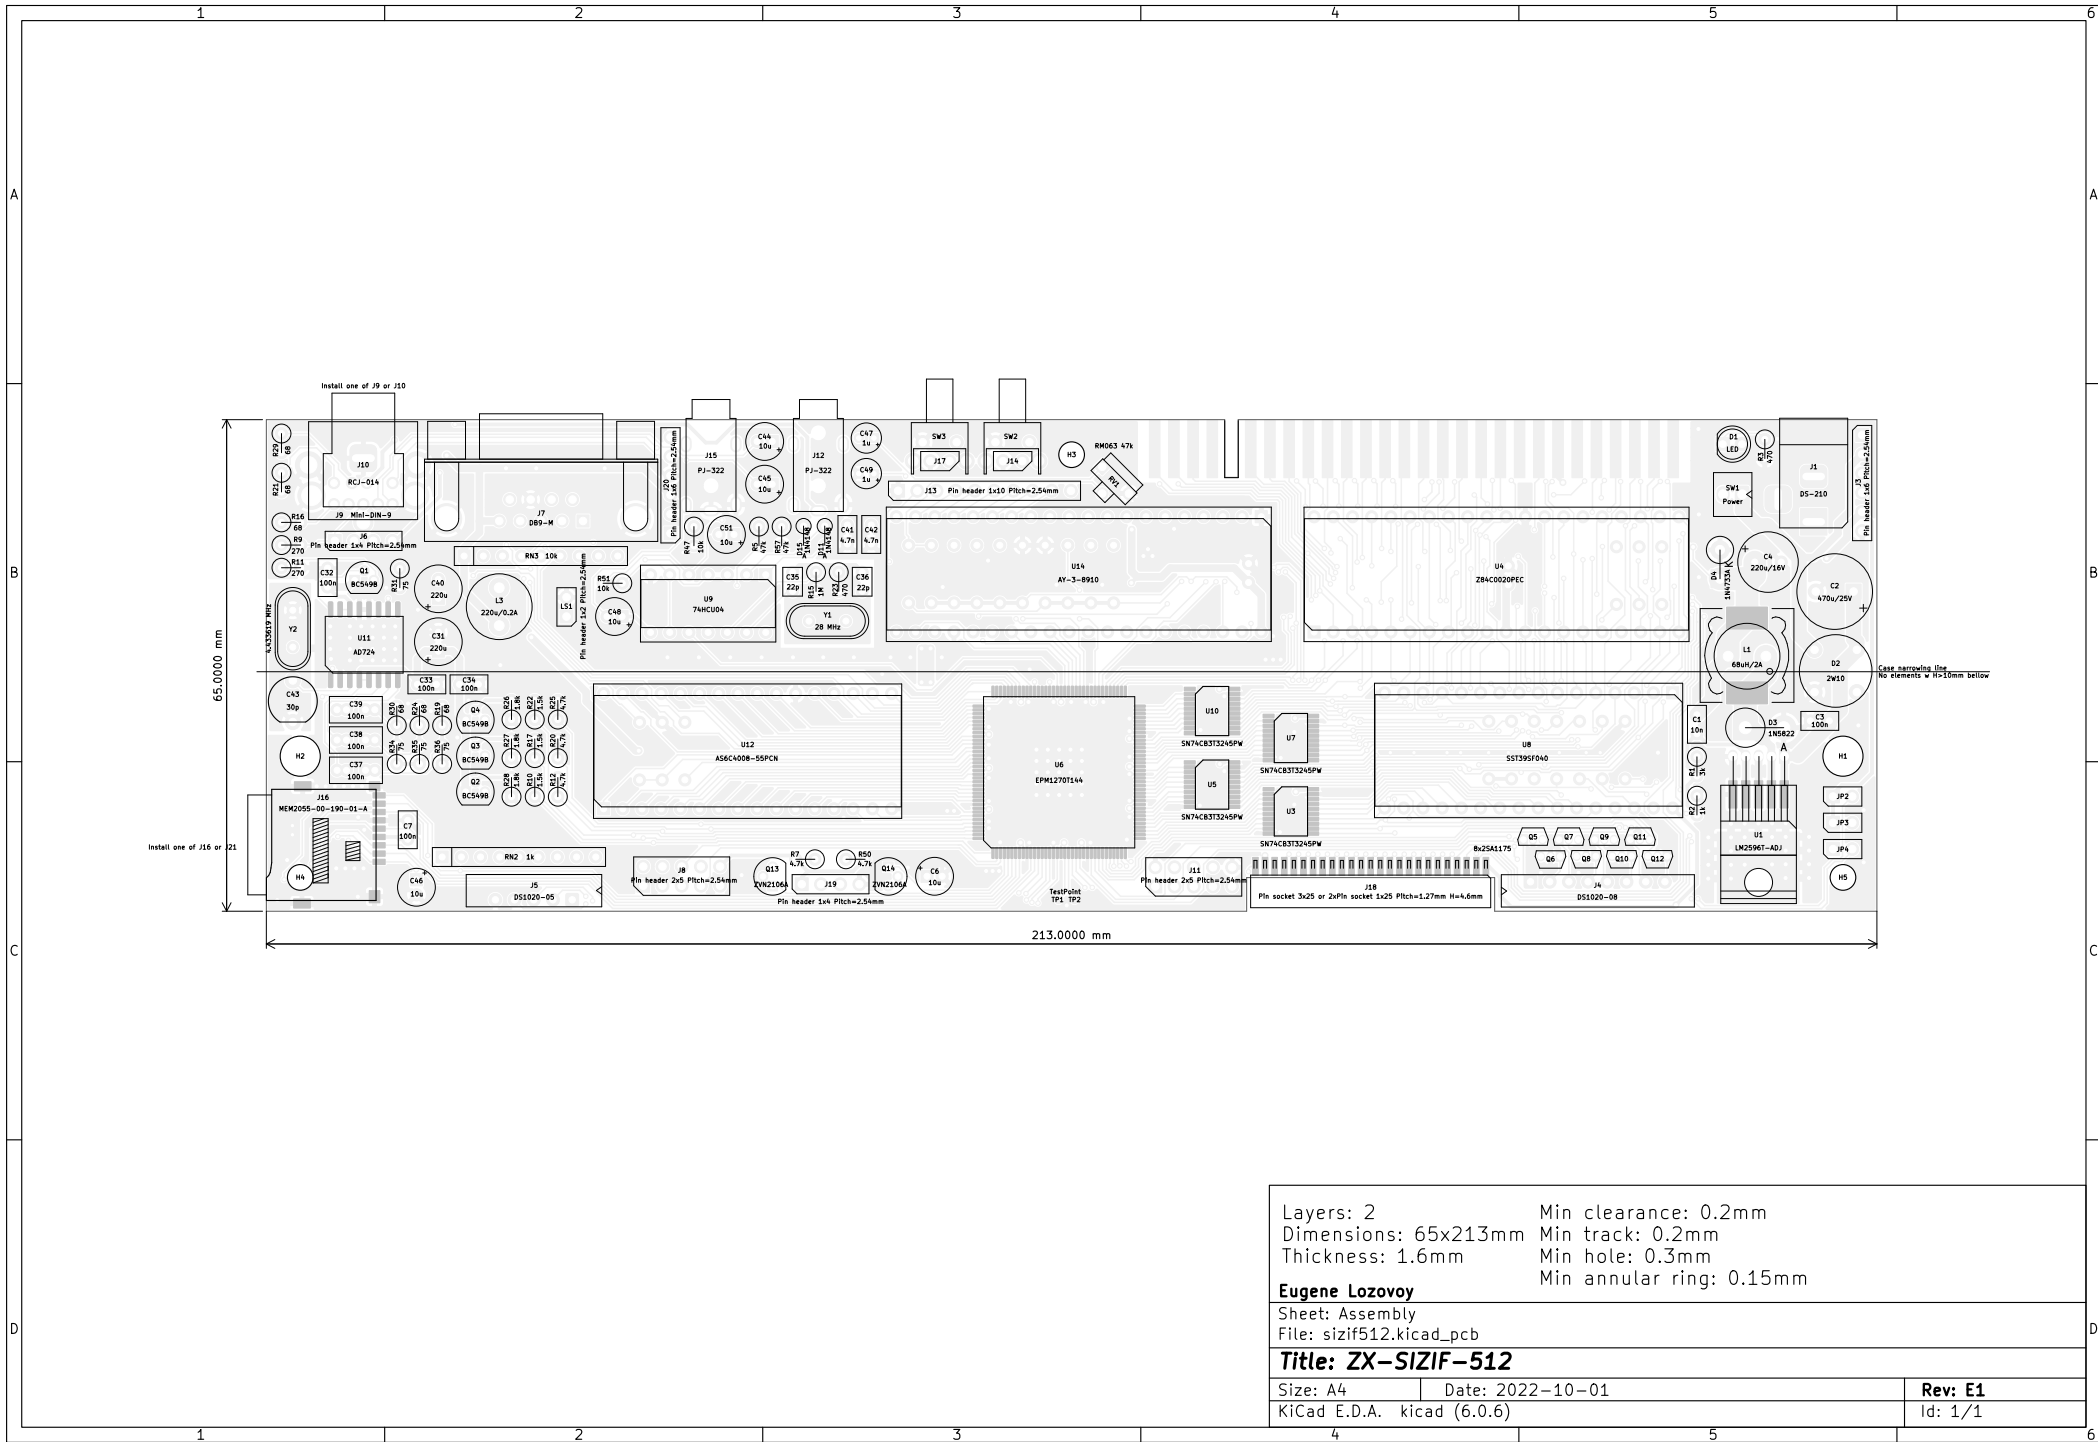 1 2 3 4 5 6
A A
B B
C C
D D
1 2 3 4 5 6
Install one of J9 or J10
R29
68
R21
68
R16
68
R9
270
R11
270
J10
RCJ-014
J9 Mini-DIN-9
J6
Pin header 1x4 Pitch=2.54mm
J7
DB9-M
RN3 10k
J20
Pin header 1x6 Pitch=2.54mm
J15
PJ-322
C44
10u
C45
10u
J12
PJ-322
C47
1u
C49
1u
SW3
J17
SW2
J14
H3
RM063 47k
RV1
J13 Pin header 1x10 Pitch=2.54mm
D1
LED
R3
470
SW1
Power
J1
DS-210
J3
Pin header 1x6 Pitch=2.54mm
R47
10k
C51
10u
R5
47k
R57
47k
D15
1N4148
D11
1N4148
C41
4.7n
C42
4.7n
C32
100n
Q1
BC549B
R31
75
C40
220u
L3
220u/0.2A
LS1
Pin header 1x2 Pitch=2.54mm
R51
10k
C48
10u
U9
74HCU04
C35
22p
R15
1M
R23
470
C36
22p
Y1
28 MHz
U14
AY-3-8910
U4
Z84C0020PEC
D4
1N4733A
K
C4
220u/16V
C2
470u/25V
4.433619 MHz
Y2
U11
AD724
C31
220u
L1
68uH/2A
D2
2W10
Case narrowing line
No elements w H>10mm bellow
65.0000 mm
C43
30p
C33
100n
C34
100n
C39
100n
C38
100n
C37
100n
H2
R30
68
R24
68
R19
68
R34
75
R35
75
R36
75
Q4
BC549B
Q3
BC549B
Q2
BC549B
R26
1.8k
R22
1.5k
R25
4.7k
R27
1.8k
R17
1.5k
R20
4.7k
R28
1.8k
R10
1.5k
R12
4.7k
U12
AS6C4008-55PCN
U6
EPM1270T144
U10
SN74CB3T3245PW
U7
SN74CB3T3245PW
U5
SN74CB3T3245PW
U3
SN74CB3T3245PW
U8
SST39SF040
C1
10n
D3
1N5822
A
C3
100n
H1
R1
3k
R2
1k
JP2
JP3
JP4
H5
U1
LM2596T-ADJ
J16
MEM2055-00-190-01-A
Install one of J16 or J21
H4
C7
100n
C46
10u
RN2 1k
J5
DS1020-05
J8
Pin header 2x5 Pitch=2.54mm
Q13
ZVN2106A
R7
4.7k
R50
4.7k
J19
Pin header 1x4 Pitch=2.54mm
Q14
ZVN2106A
C6
10u
TestPoint
TP1 TP2
J11
Pin header 2x5 Pitch=2.54mm
J18
Pin socket 3x25 or 2xPin socket 1x25 Pitch=1.27mm H=4.6mm
8x2SA1175
Q5 Q7 Q9 Q11
Q6 Q8 Q10 Q12
J4
DS1020-08
213.0000 mm
Layers: 2 Min clearance: 0.2mm
Dimensions: 65x213mm Min track: 0.2mm
Thickness: 1.6mm Min hole: 0.3mm
Min annular ring: 0.15mm
Eugene Lozovoy
Sheet: Assembly
File: sizif512.kicad_pcb
Title: ZX-SIZIF-512
Size: A4 Date: 2022-10-01 Rev: E1
KiCad E.D.A. kicad (6.0.6) Id: 1/1